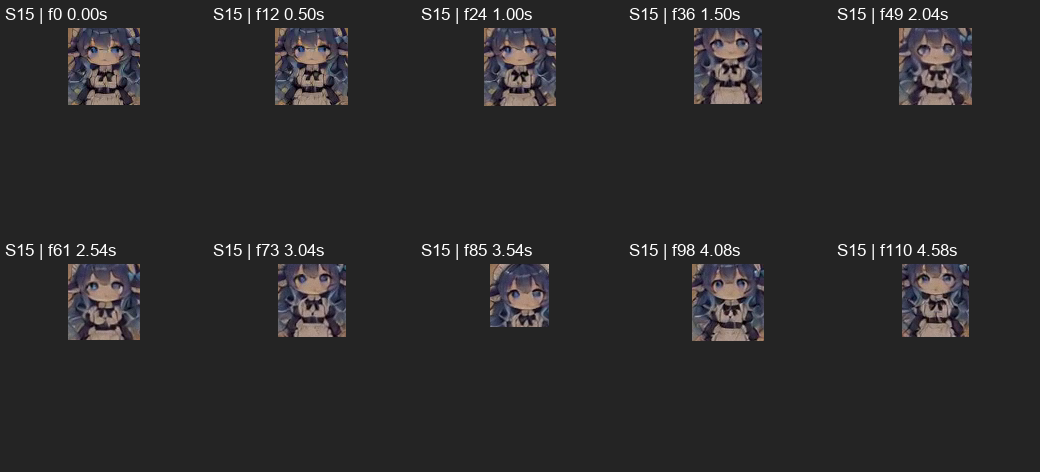 S15 | f0 0.00s
S15 | f12 0.50s
S15 | f24 1.00s
S15 | f36 1.50s
S15 | f49 2.04s
S15 | f61 2.54s
S15 | f73 3.04s
S15 | f85 3.54s
S15 | f98 4.08s
S15 | f110 4.58s